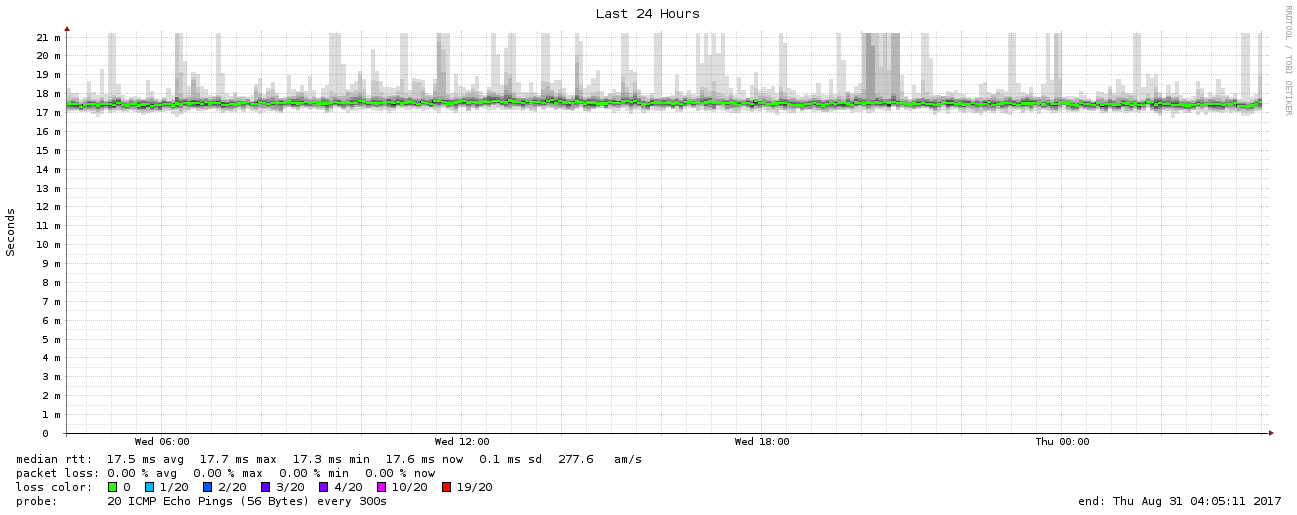 Last 24 Hours
RRDTOOL / TOBI OETIKER
Seconds
21 m
20 m
19 m
18 m
17 m
16 m
15 m
14 m
13 m
12 m
11 m
10 m
9 m
8 m
7 m
6 m
5 m
4 m
3 m
2 m
1 m
0
Wed 06:00 Wed 12:00 Wed 18:00 Thu 00:00
median rtt: 17.5 ms avg 17.7 ms max 17.3 ms min 17.6 ms now 0.1 ms sd 277.6 am/s
packet loss: 0.00 % avg 0.00 % max 0.00 % min 0.00 % now
loss color: 0 1/20 2/20 3/20 4/20 10/20 19/20
probe: 20 ICMP Echo Pings (56 Bytes) every 300s end: Thu Aug 31 04:05:11 2017